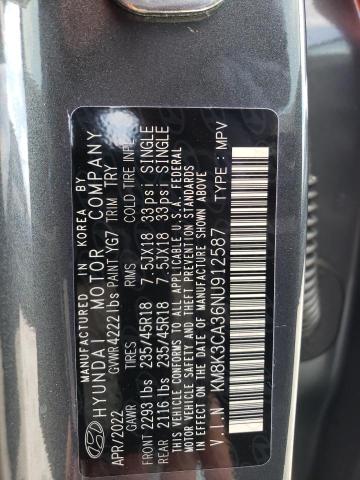 MANUFACTURED IN KOREA BY
HYUNDAI MOTOR COMPANY
APR/2022 GVWR 4222 lbs PAINT YG7 TRIM TRY
GAWR TIRES RIMS COLD TIRE INF.PR
FRONT 2293 lbs 235/45R18 7.5JX18 33psi SINGLE
REAR 2116 lbs 235/45R18 7.5JX18 33psi SINGLE
THIS VEHICLE CONFORMS TO ALL APPLICABLE U.S.A. FEDERAL
MOTOR VEHICLE SAFETY BUMPER AND THEFT PREVENTION STANDARDS
IN EFFECT ON THE DATE OF MANUFACTURE SHOWN ABOVE
V.I.N : KM8K3CA36NU912587 TYPE : MPV